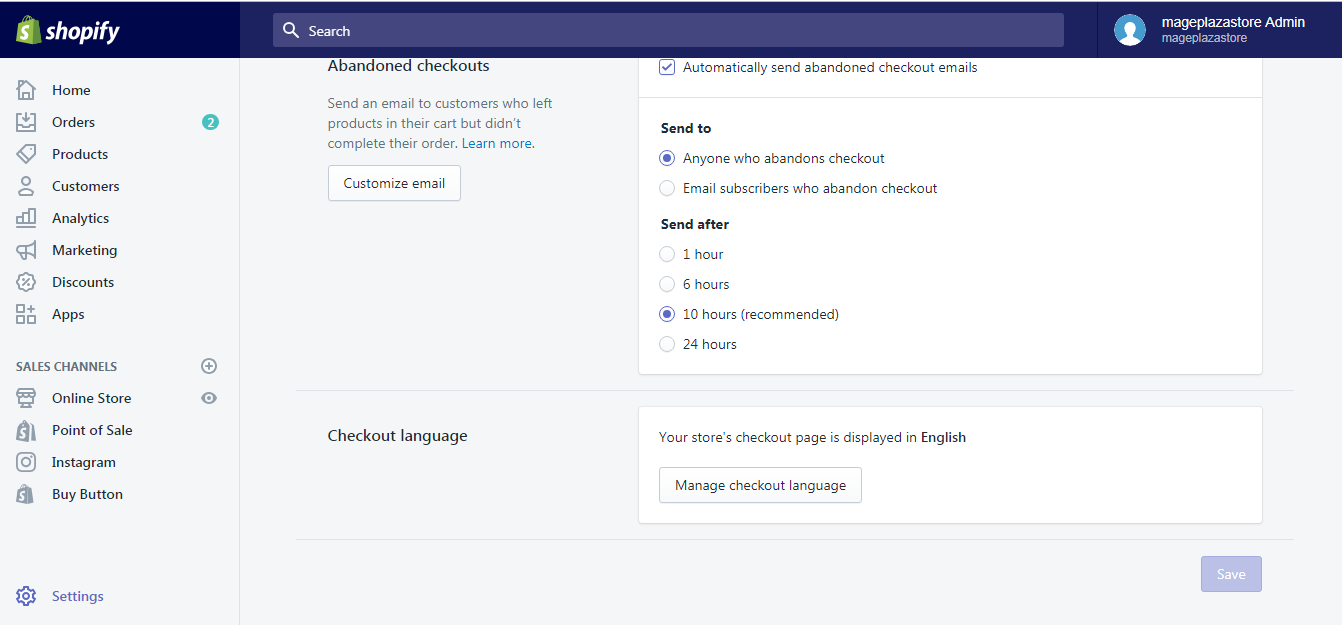 shopify
Search
mageplazastore Admin
mageplazastore
Home
Orders
2
Products
Customers
Analytics
Marketing
Discounts
Apps
SALES CHANNELS
Online Store
Point of Sale
Instagram
Buy Button
Settings
Abandoned checkouts
Send an email to customers who left
products in their cart but didn't
complete their order. Learn more.
Customize email
Automatically send abandoned checkout emails
Send to
Anyone who abandons checkout
Email subscribers who abandon checkout
Send after
1 hour
6 hours
10 hours (recommended)
24 hours
Checkout language
Your store's checkout page is displayed in English
Manage checkout language
Save